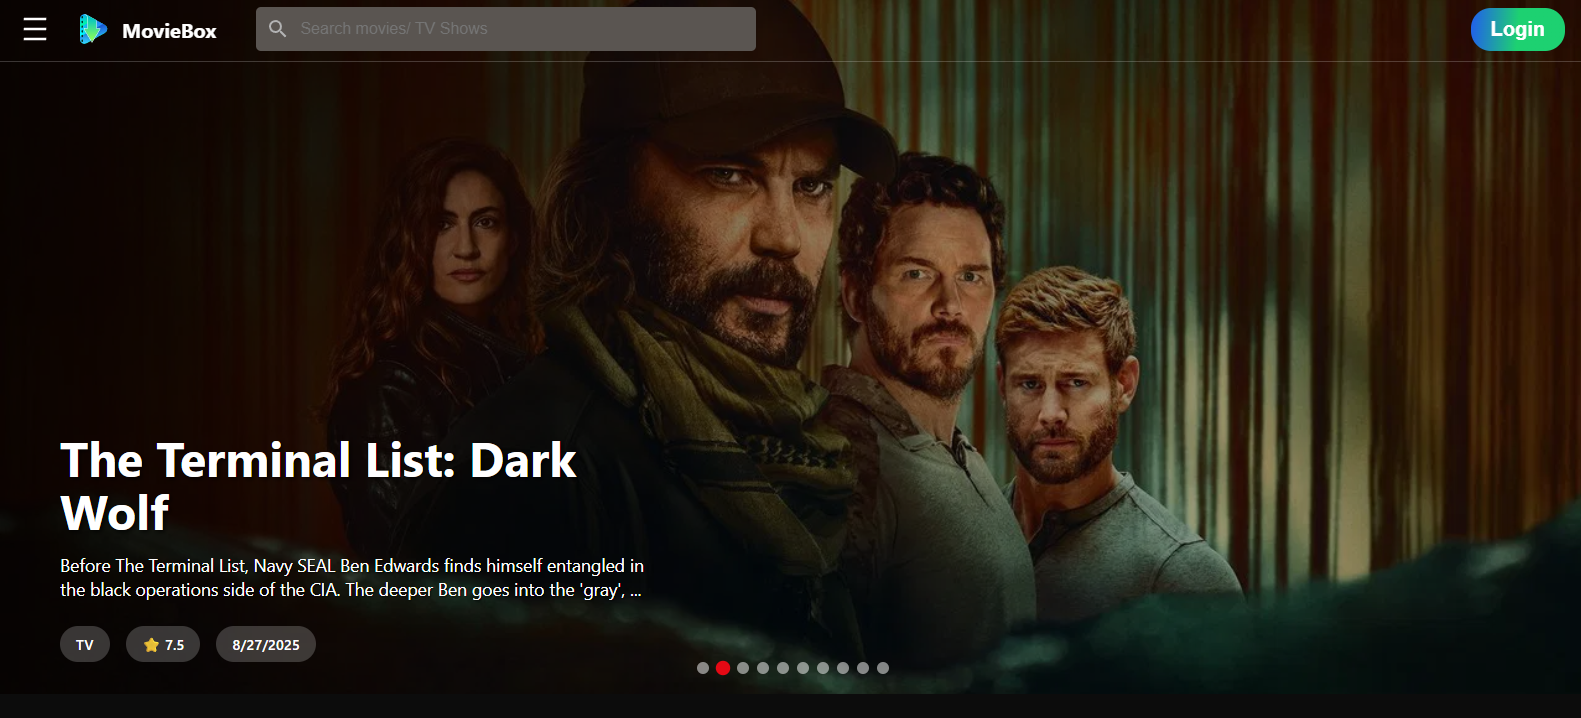 MovieBox
Search movies/ TV Shows
Login
The Terminal List: Dark
Wolf
Before The Terminal List, Navy SEAL Ben Edwards finds himself entangled in
the black operations side of the CIA. The deeper Ben goes into the 'gray', ...
TV
7.5
8/27/2025